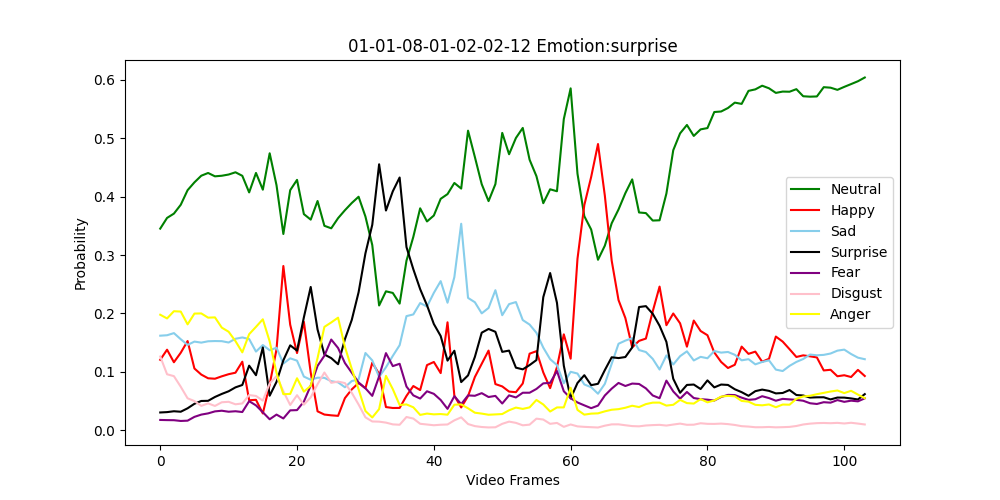 01-01-08-01-02-02-12 Emotion:surprise
Probability
0.6
0.5
0.4
0.3
0.2
0.1
0.0
0 20 40 60 80 100
Video Frames
Neutral
Happy
Sad
Surprise
Fear
Disgust
Anger